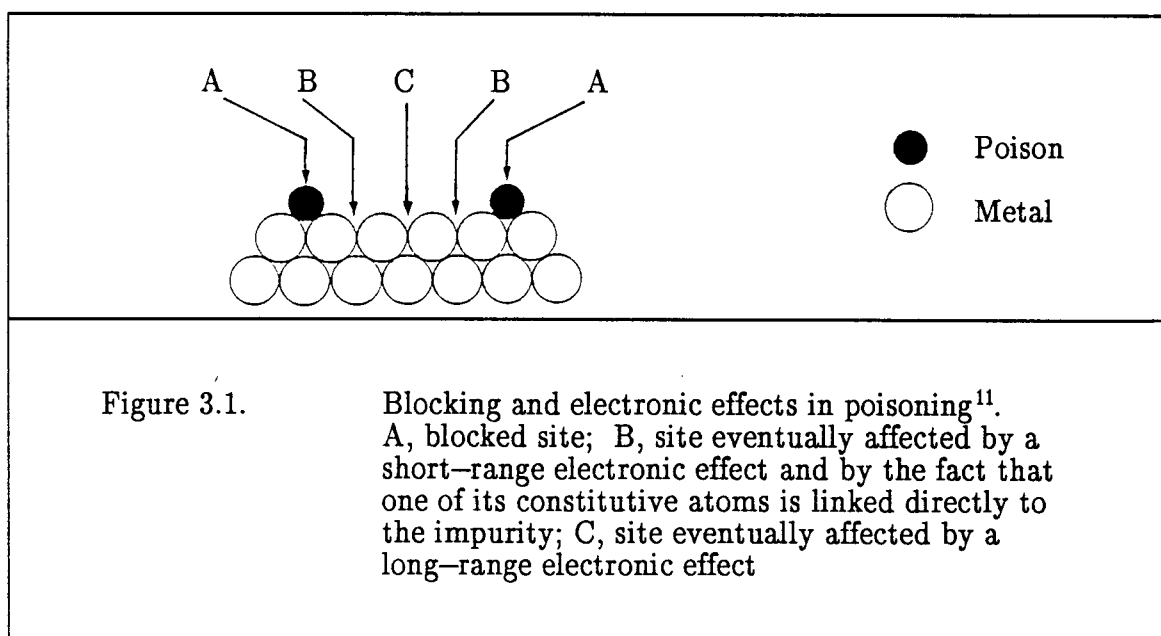 A B C B A
Poison
Metal
Figure 3.1. Blocking and electronic effects in poisoning¹¹.
A, blocked site; B, site eventually affected by a
short—range electronic effect and by the fact that
one of its constitutive atoms is linked directly to
the impurity; C, site eventually affected by a
long—range electronic effect